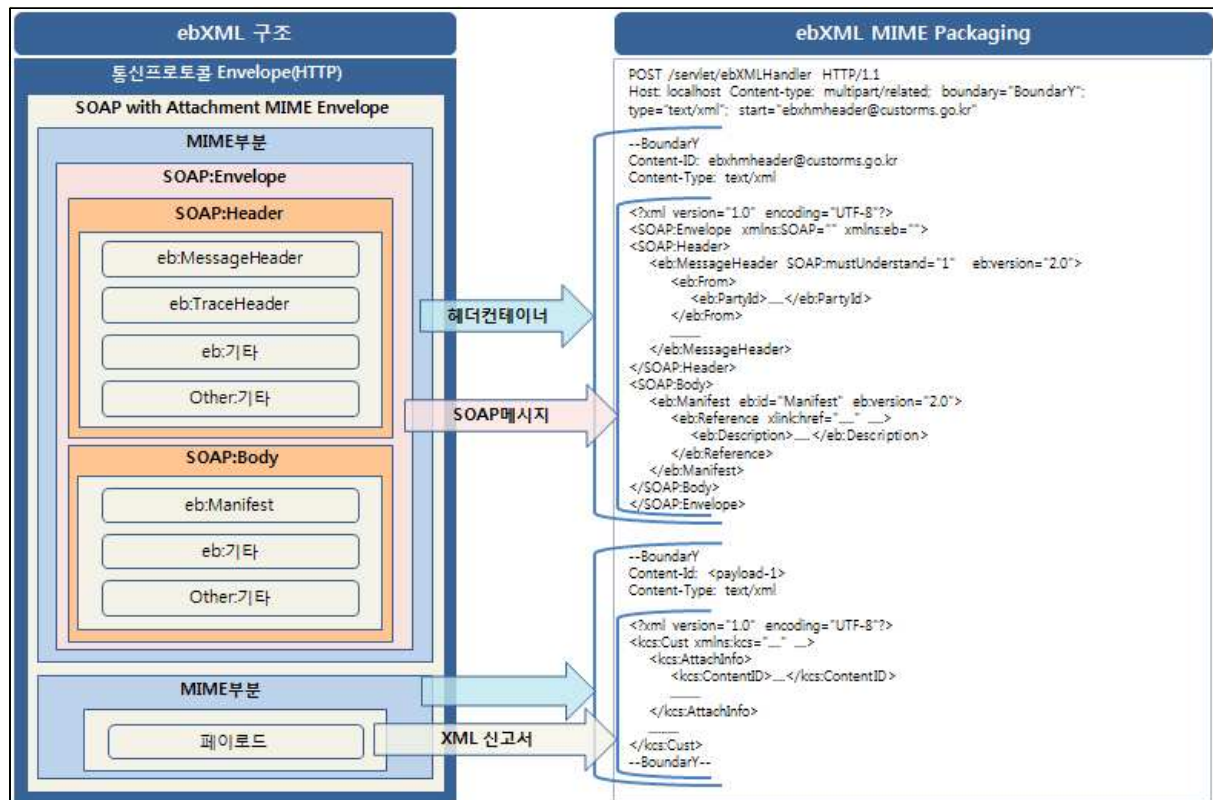 ebXML 구조
통신프로토콜 Envelope(HTTP)
SOAP with Attachment MIME Envelope
MIME부분
SOAP:Envelope
SOAP:Header
eb:MessageHeader
eb:TraceHeader
eb:기타
Other:기타
SOAP:Body
eb:Manifest
eb:기타
Other:기타
MIME부분
페이로드
헤더컨테이너
SOAP메시지
XML 신고서
ebXML MIME Packaging
POST /servlet/ebXMLHandler HTTP/1.1
Host: localhost Content-type: multipart/related; boundary="BoundarY";
type="text/xml"; start="ebxhmheader@custorms.go.kr"
--BoundarY
Content-ID: ebxhmheader@custorms.go.kr
Content-Type: text/xml
<?xml version="1.0" encoding="UTF-8"?>
<SOAP:Envelope xmlns:SOAP="" xmlns:eb="">
<SOAP:Header>
<eb:MessageHeader SOAP:mustUnderstand="1" eb:version="2.0">
<eb:From>
<eb:PartyId>....</eb:PartyId>
</eb:From>
......
</eb:MessageHeader>
</SOAP:Header>
<SOAP:Body>
<eb:Manifest eb:id="Manifest" eb:version="2.0">
<eb:Reference xlink:href="...." ....>
<eb:Description>....</eb:Description>
</eb:Reference>
</eb:Manifest>
</SOAP:Body>
</SOAP:Envelope>
--BoundarY
Content-Id: <payload-1>
Content-Type: text/xml
<?xml version="1.0" encoding="UTF-8"?>
<kcs:Cust xmlns:kcs="...." ...>
<kcs:AttachInfo>
<kcs:ContentID>....</kcs:ContentID>
......
</kcs:AttachInfo>
......
</kcs:Cust>
--BoundarY--